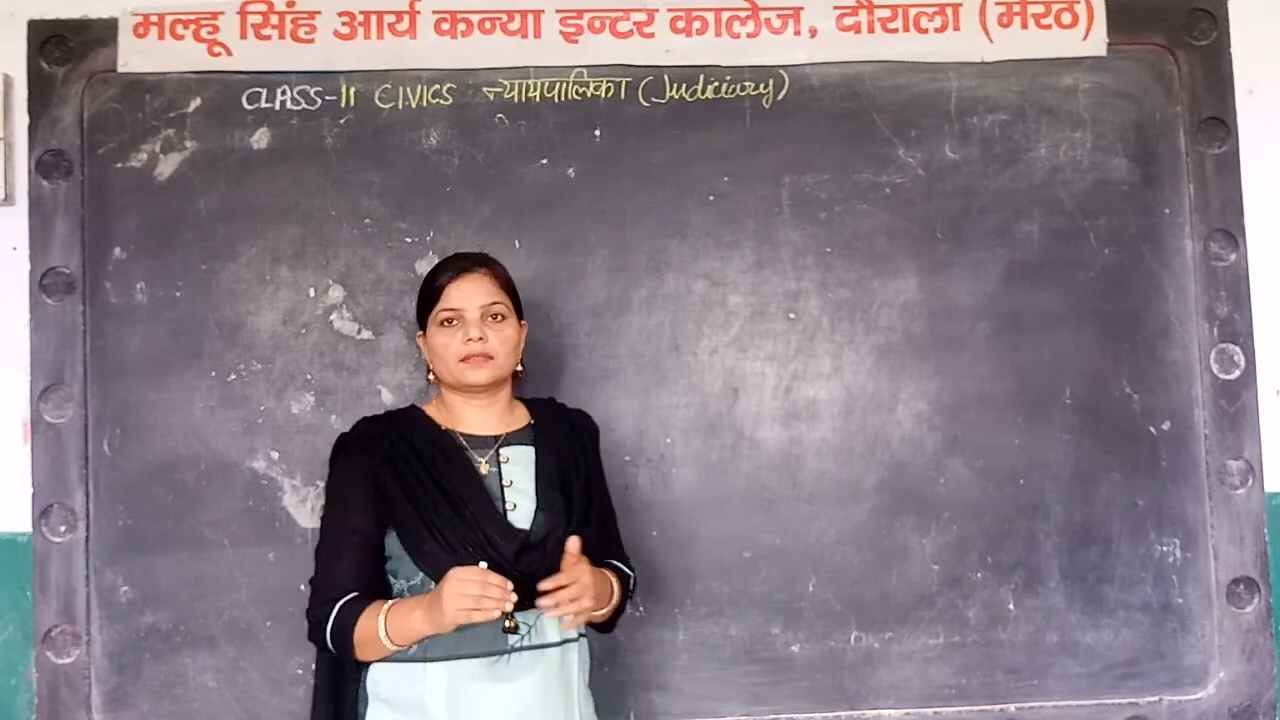 मल्हू सिंह आर्य कन्या इन्टर कालेज, दौराला (मेरठ)
CLASS-11 CIVICS न्यायपालिका (Judiciary)